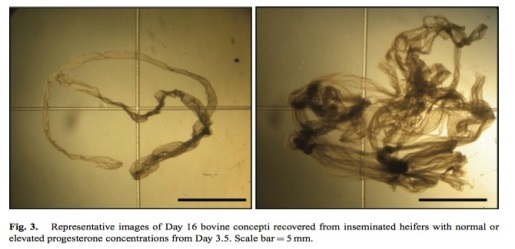 Fig. 3. Representative images of Day 16 bovine concepti recovered from inseminated heifers with normal or
elevated progesterone concentrations from Day 3.5. Scale bar = 5 mm.